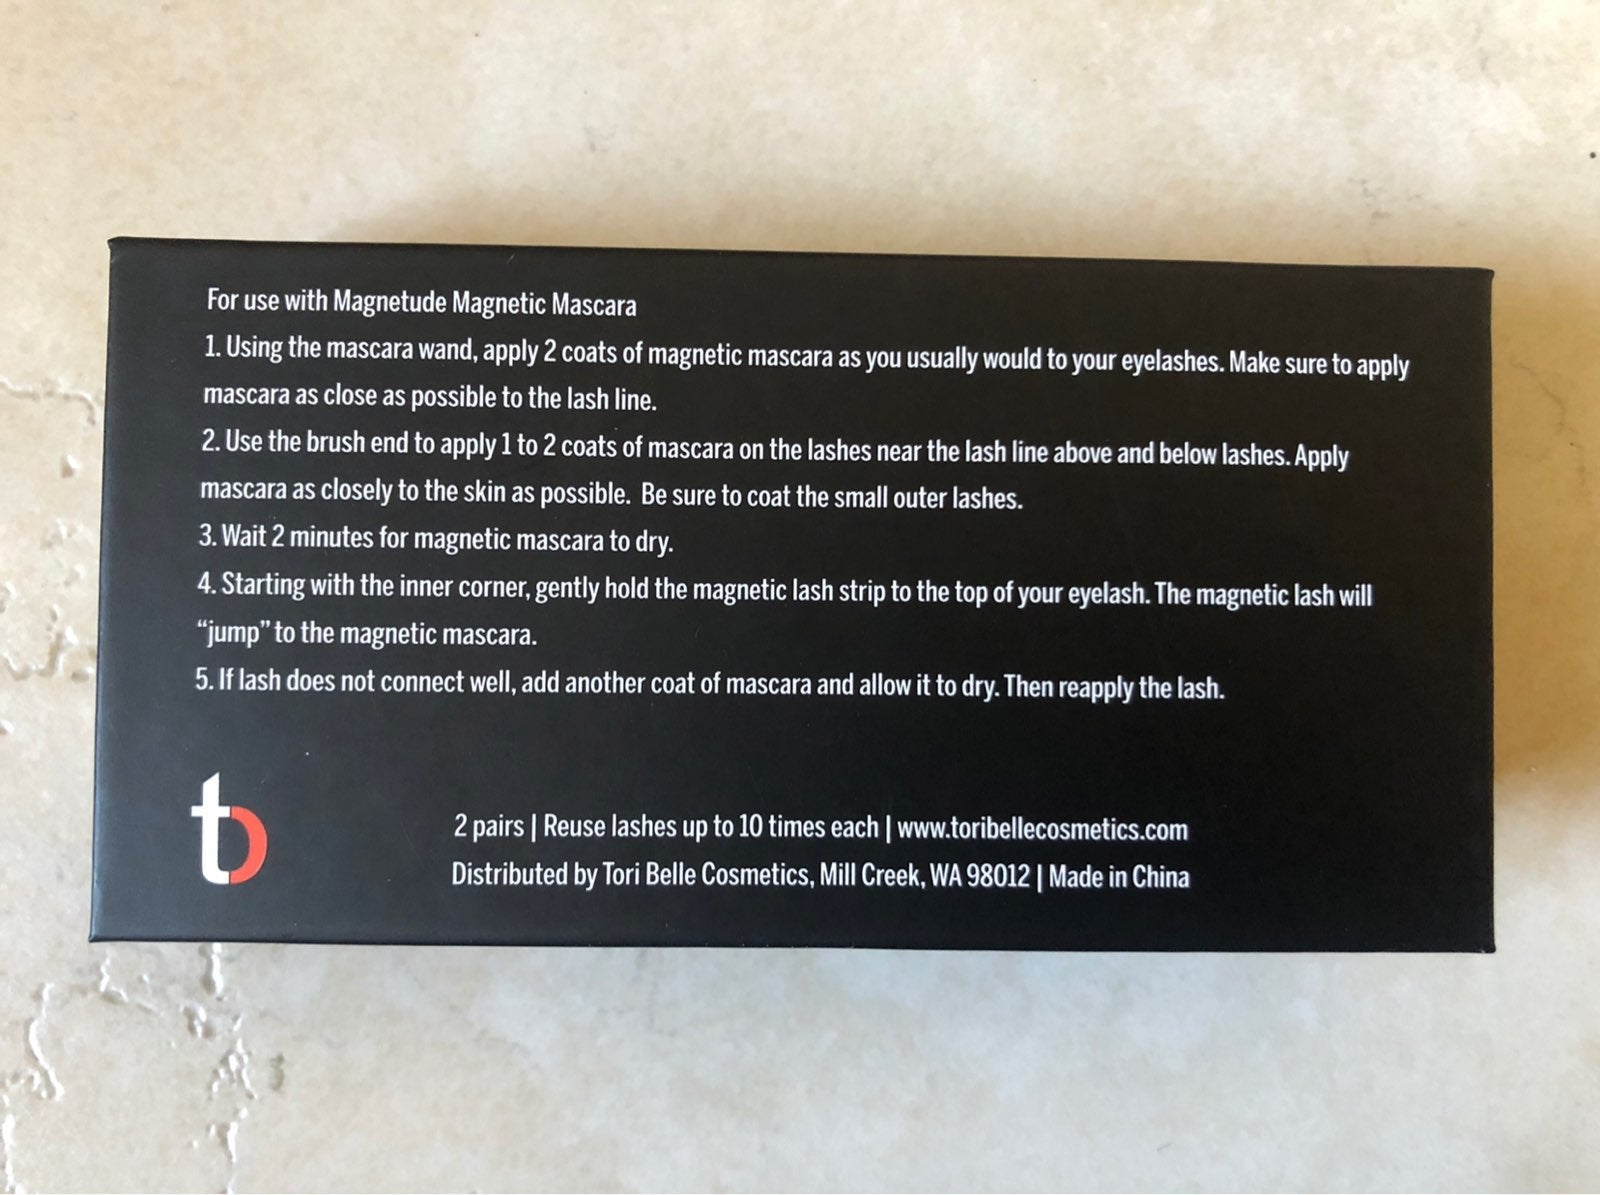 For use with Magnetude Magnetic Mascara
1. Using the mascara wand, apply 2 coats of magnetic mascara as you usually would to your eyelashes. Make sure to apply
mascara as close as possible to the lash line.
2. Use the brush end to apply 1 to 2 coats of mascara on the lashes near the lash line above and below lashes. Apply
mascara as closely to the skin as possible. Be sure to coat the small outer lashes.
3. Wait 2 minutes for magnetic mascara to dry.
4. Starting with the inner corner, gently hold the magnetic lash strip to the top of your eyelash. The magnetic lash will
“jump” to the magnetic mascara.
5. If lash does not connect well, add another coat of mascara and allow it to dry. Then reapply the lash.
tb
2 pairs | Reuse lashes up to 10 times each | www.toribellecosmetics.com
Distributed by Tori Belle Cosmetics, Mill Creek, WA 98012 | Made in China